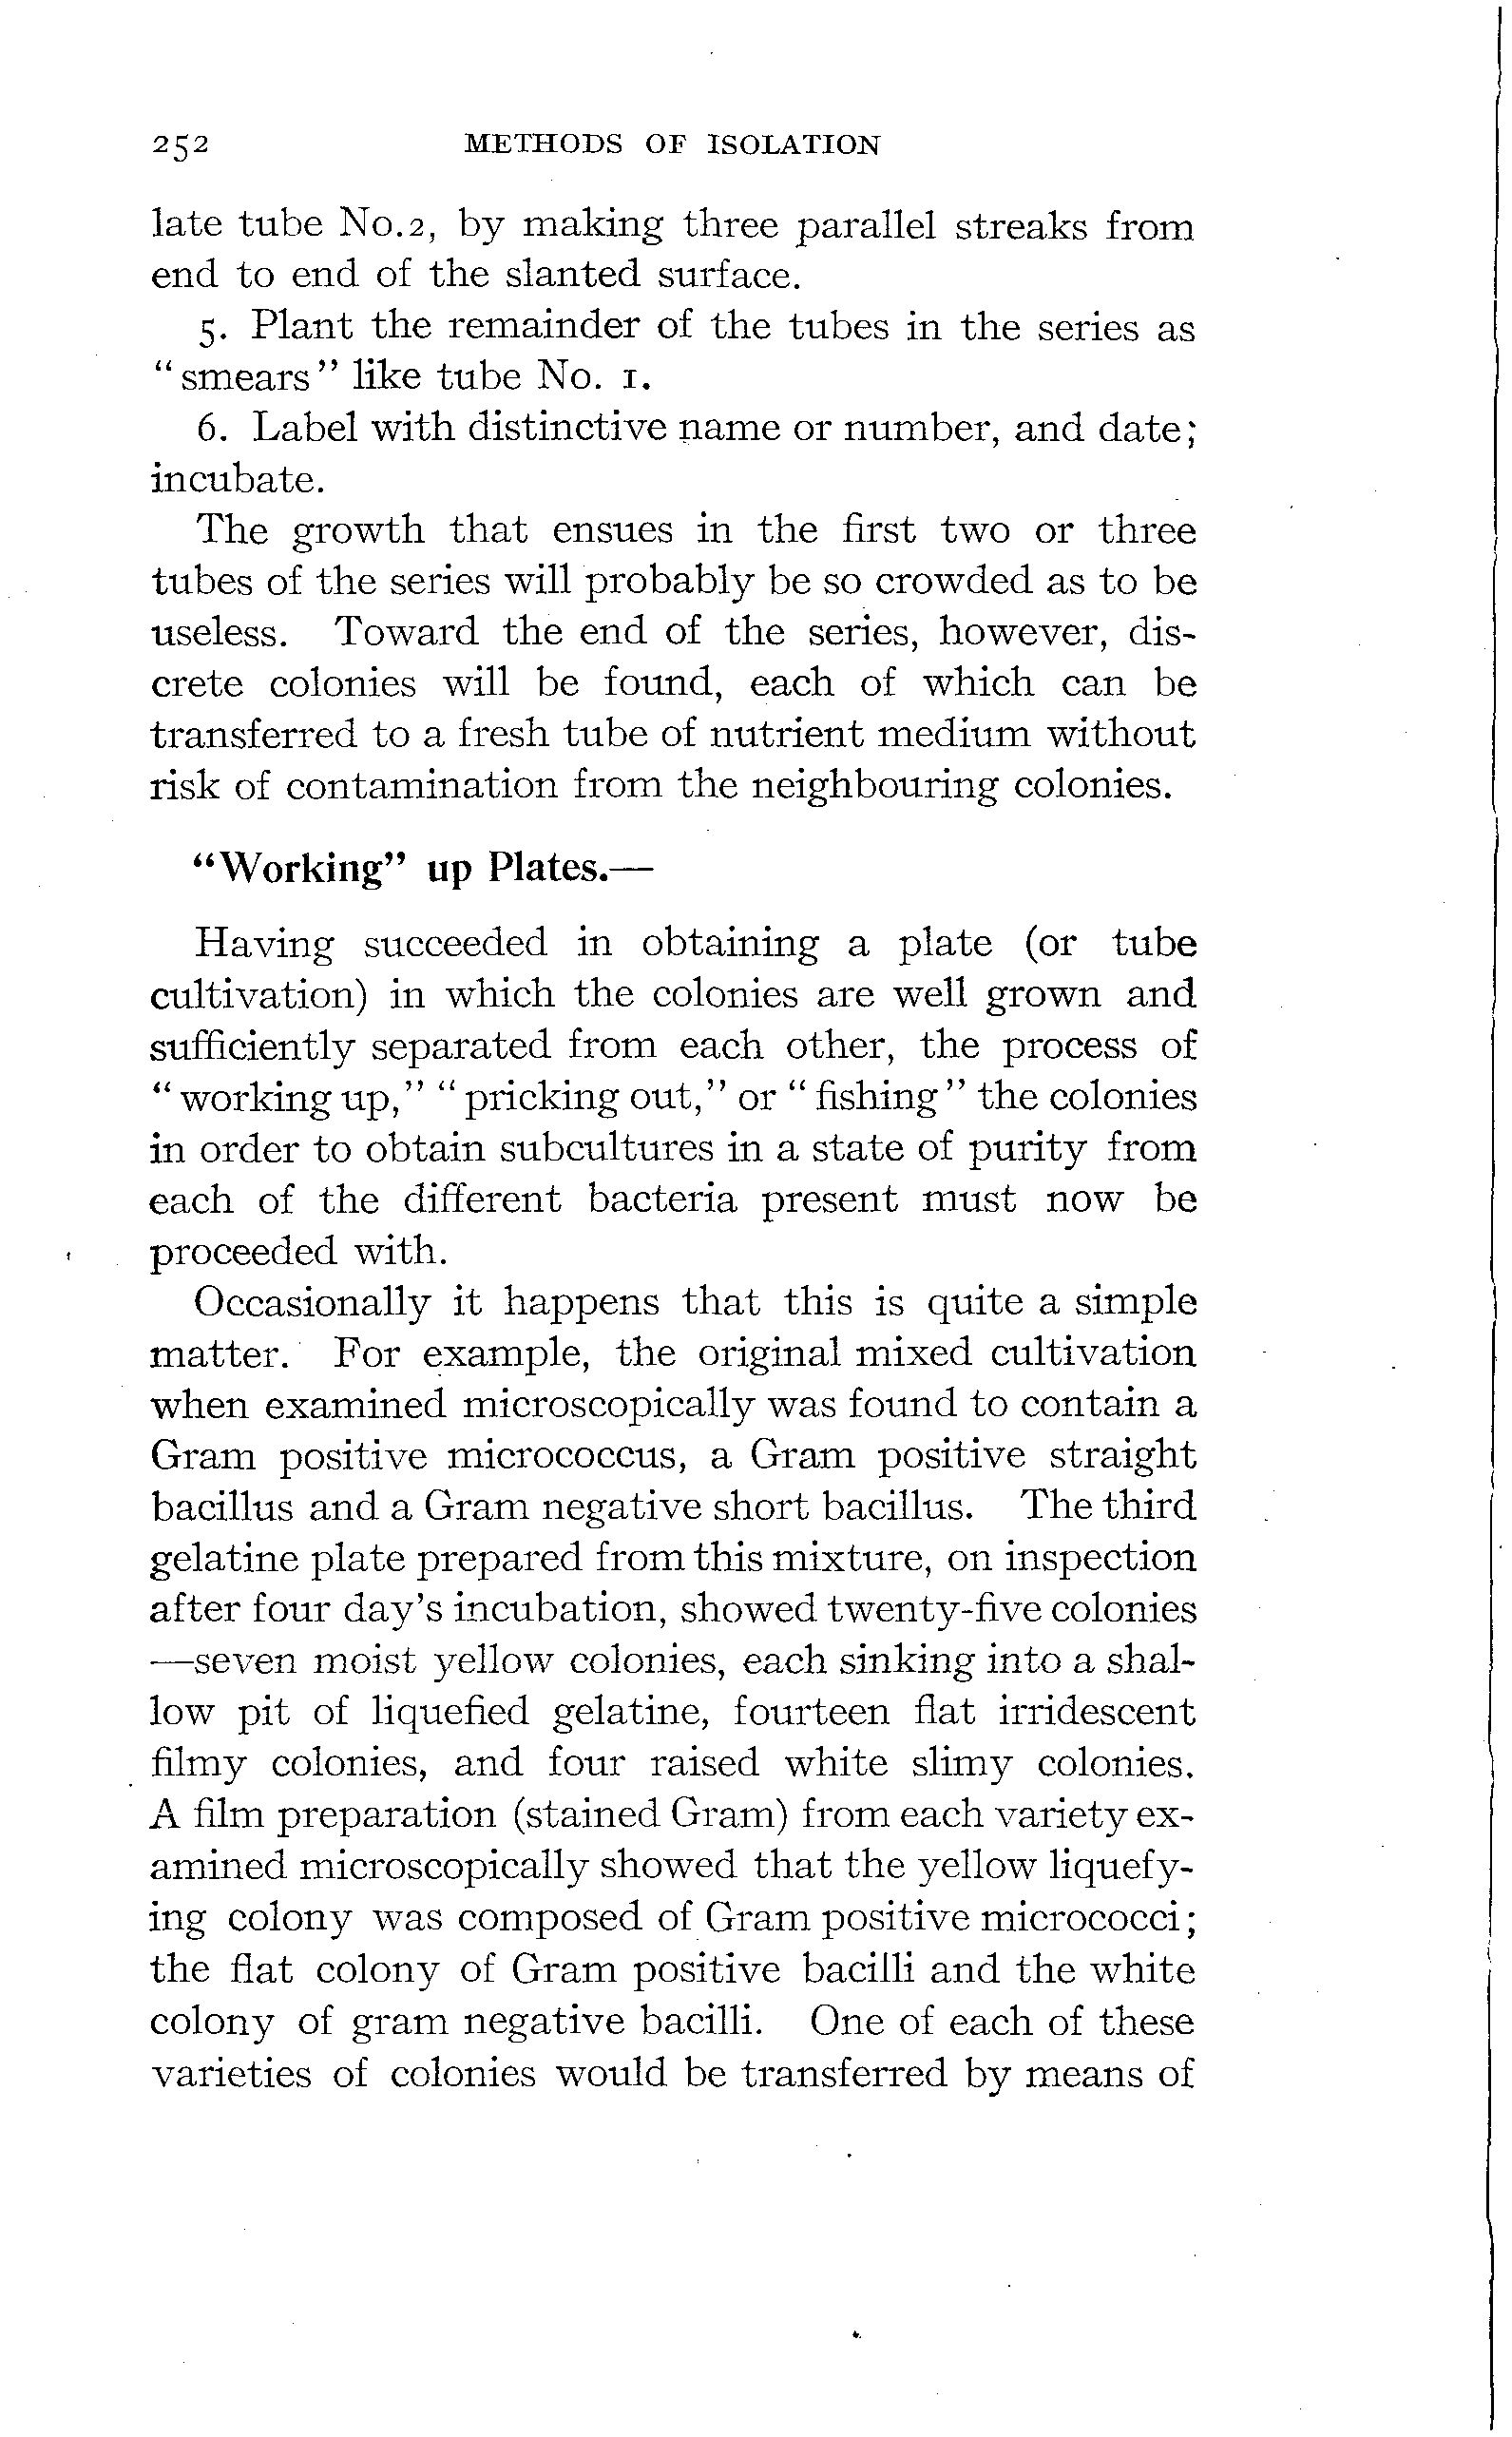 252 METHODS OF ISOLATION
late tube No.2, by making three parallel streaks from
end to end of the slanted surface.
5. Plant the remainder of the tubes in the series as
"smears" like tube No. 1.
6. Label with distinctive name or number, and date;
incubate.
The growth that ensues in the first two or three
tubes of the series will probably be so crowded as to be
useless. Toward the end of the series, however, dis-
crete colonies will be found, each of which can be
transferred to a fresh tube of nutrient medium without
risk of contamination from the neighbouring colonies.
"Working" up Plates.—
Having succeeded in obtaining a plate (or tube
cultivation) in which the colonies are well grown and
sufficiently separated from each other, the process of
"working up," "pricking out," or "fishing" the colonies
in order to obtain subcultures in a state of purity from
each of the different bacteria present must now be
proceeded with.
Occasionally it happens that this is quite a simple
matter. For example, the original mixed cultivation
when examined microscopically was found to contain a
Gram positive micrococcus, a Gram positive straight
bacillus and a Gram negative short bacillus. The third
gelatine plate prepared from this mixture, on inspection
after four day's incubation, showed twenty-five colonies
—seven moist yellow colonies, each sinking into a shal-
low pit of liquefied gelatine, fourteen flat irridescent
filmy colonies, and four raised white slimy colonies.
A film preparation (stained Gram) from each variety ex-
amined microscopically showed that the yellow liquefy-
ing colony was composed of Gram positive micrococci;
the flat colony of Gram positive bacilli and the white
colony of gram negative bacilli. One of each of these
varieties of colonies would be transferred by means of